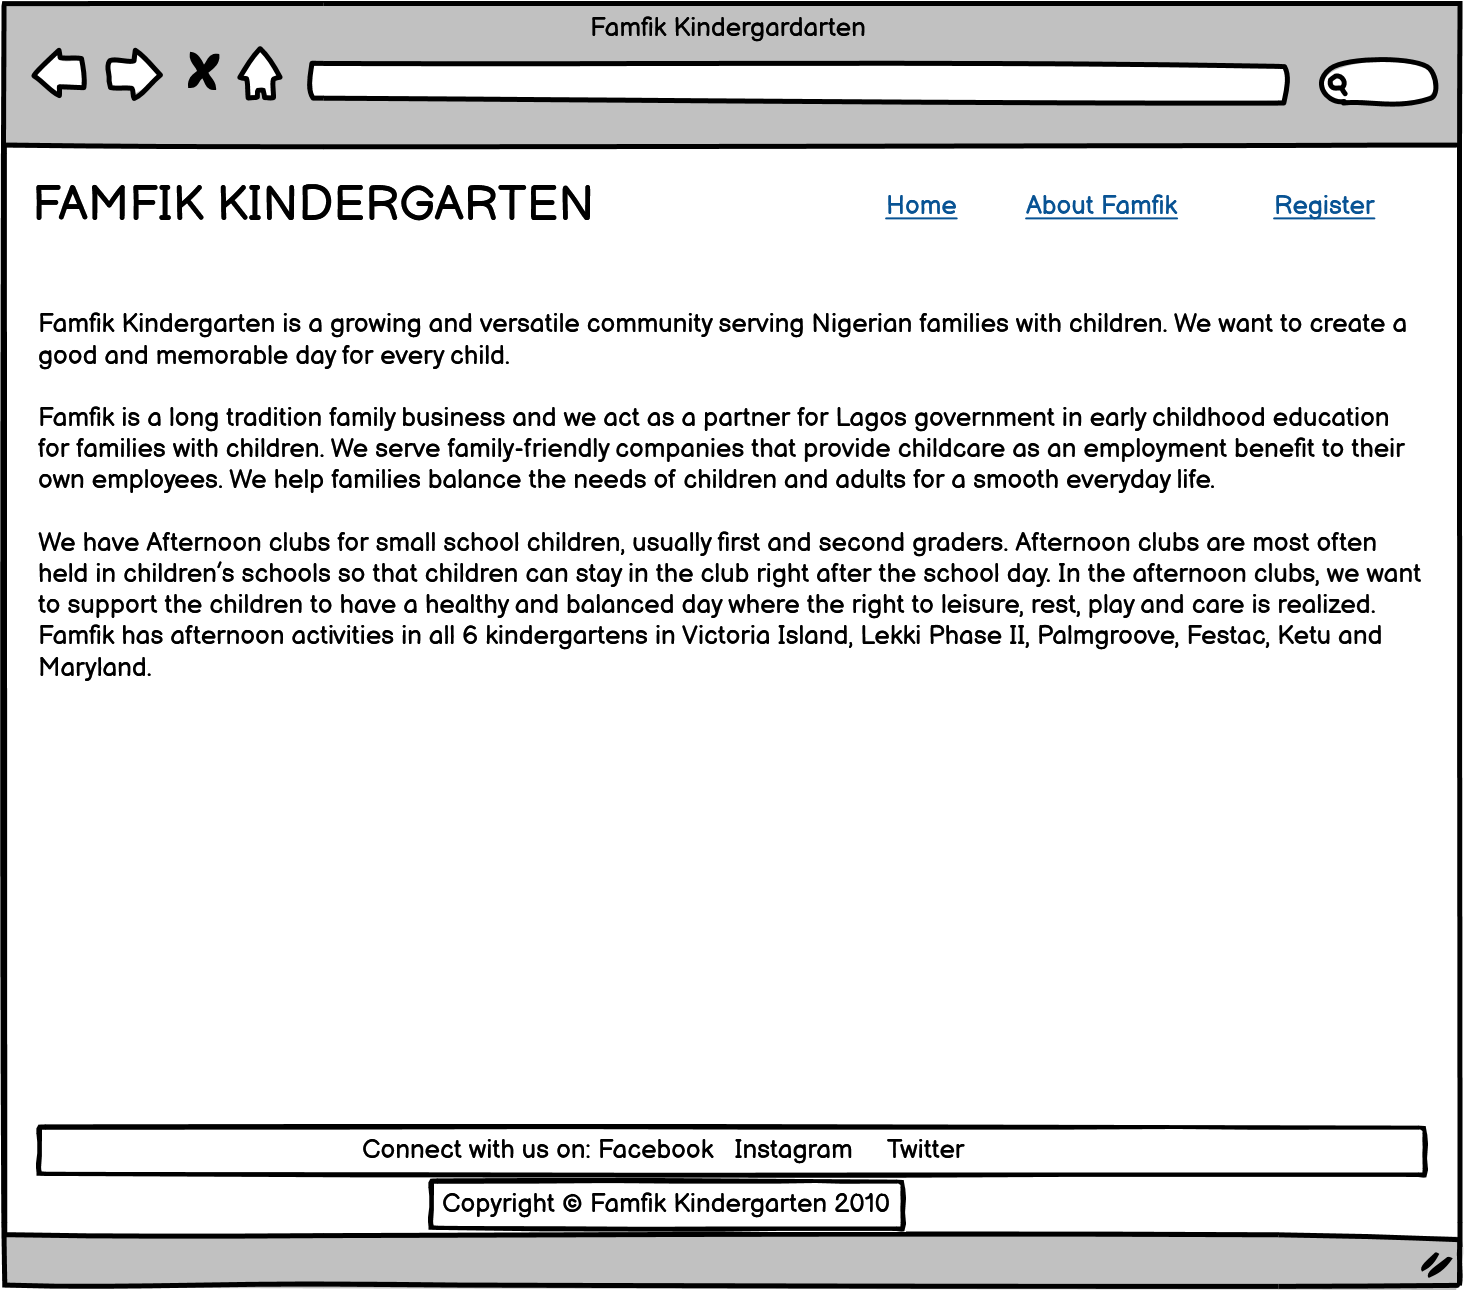 Famfik Kindergardarten
FAMFIK KINDERGARTEN
Home About Famfik Register
Famfik Kindergarten is a growing and versatile community serving Nigerian families with children. We want to create a
good and memorable day for every child.
Famfik is a long tradition family business and we act as a partner for Lagos government in early childhood education
for families with children. We serve family-friendly companies that provide childcare as an employment benefit to their
own employees. We help families balance the needs of children and adults for a smooth everyday life.
We have Afternoon clubs for small school children, usually first and second graders. Afternoon clubs are most often
held in children's schools so that children can stay in the club right after the school day. In the afternoon clubs, we want
to support the children to have a healthy and balanced day where the right to leisure, rest, play and care is realized.
Famfik has afternoon activities in all 6 kindergartens in Victoria Island, Lekki Phase II, Palmgroove, Festac, Ketu and
Maryland.
Connect with us on: Facebook Instagram Twitter
Copyright © Famfik Kindergarten 2010